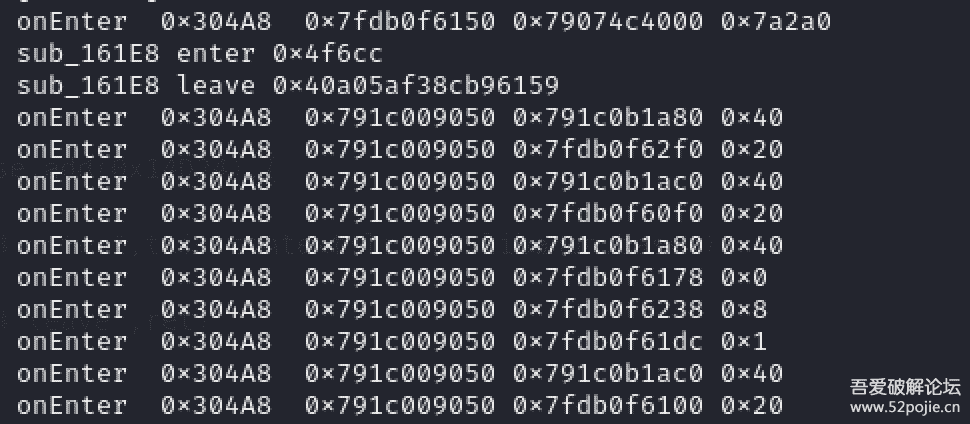 onEnter  0×304A8  0×7fdb0f6150 0×79074c4000 0×7a2a0
sub_161E8 enter 0×4f6cc
sub_161E8 leave 0×40a05af38cb96159
onEnter  0×304A8  0×791c009050 0×791c0b1a80 0×40
onEnter  0×304A8  0×791c009050 0×7fdb0f62f0 0×20
onEnter  0×304A8  0×791c009050 0×791c0b1ac0 0×40
onEnter  0×304A8  0×791c009050 0×7fdb0f60f0 0×20
onEnter  0×304A8  0×791c009050 0×791c0b1a80 0×40
onEnter  0×304A8  0×791c009050 0×7fdb0f6178 0×0
onEnter  0×304A8  0×791c009050 0×7fdb0f6238 0×8
onEnter  0×304A8  0×791c009050 0×7fdb0f61dc 0×1
onEnter  0×304A8  0×791c009050 0×791c0b1ac0 0×40
onEnter  0×304A8  0×791c009050 0×7fdb0f6100 0×20
吾爱破解论坛
www.52pojie.cn